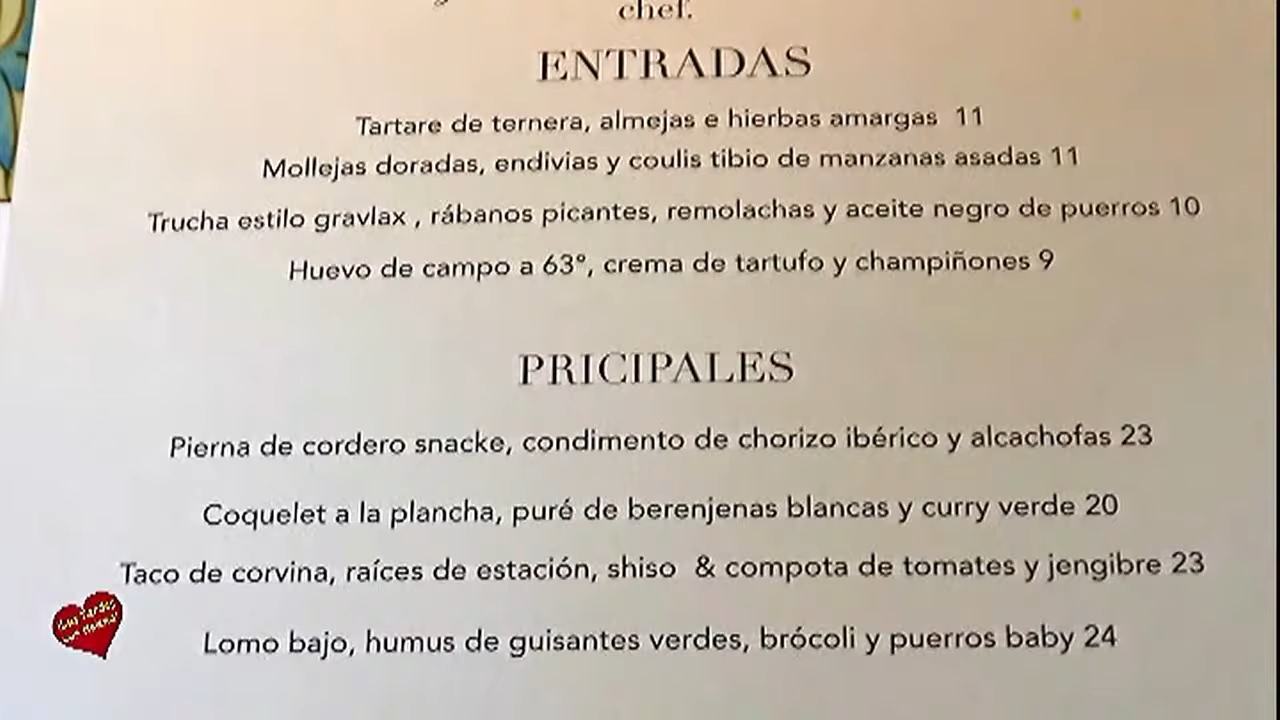 chef.
ENTRADAS
Tartare de ternera, almejas e hierbas amargas 11
Mollejas doradas, endivias y coulis tibio de manzanas asadas 11
Trucha estilo gravlax , rábanos picantes, remolachas y aceite negro de puerros 10
Huevo de campo a 63°, crema de tartufo y champiñones 9
PRICIPALES
Pierna de cordero snacke, condimento de chorizo ibérico y alcachofas 23
Coquelet a la plancha, puré de berenjenas blancas y curry verde 20
Taco de corvina, raíces de estación, shiso & compota de tomates y jengibre 23
Lomo bajo, humus de guisantes verdes, brócoli y puerros baby 24